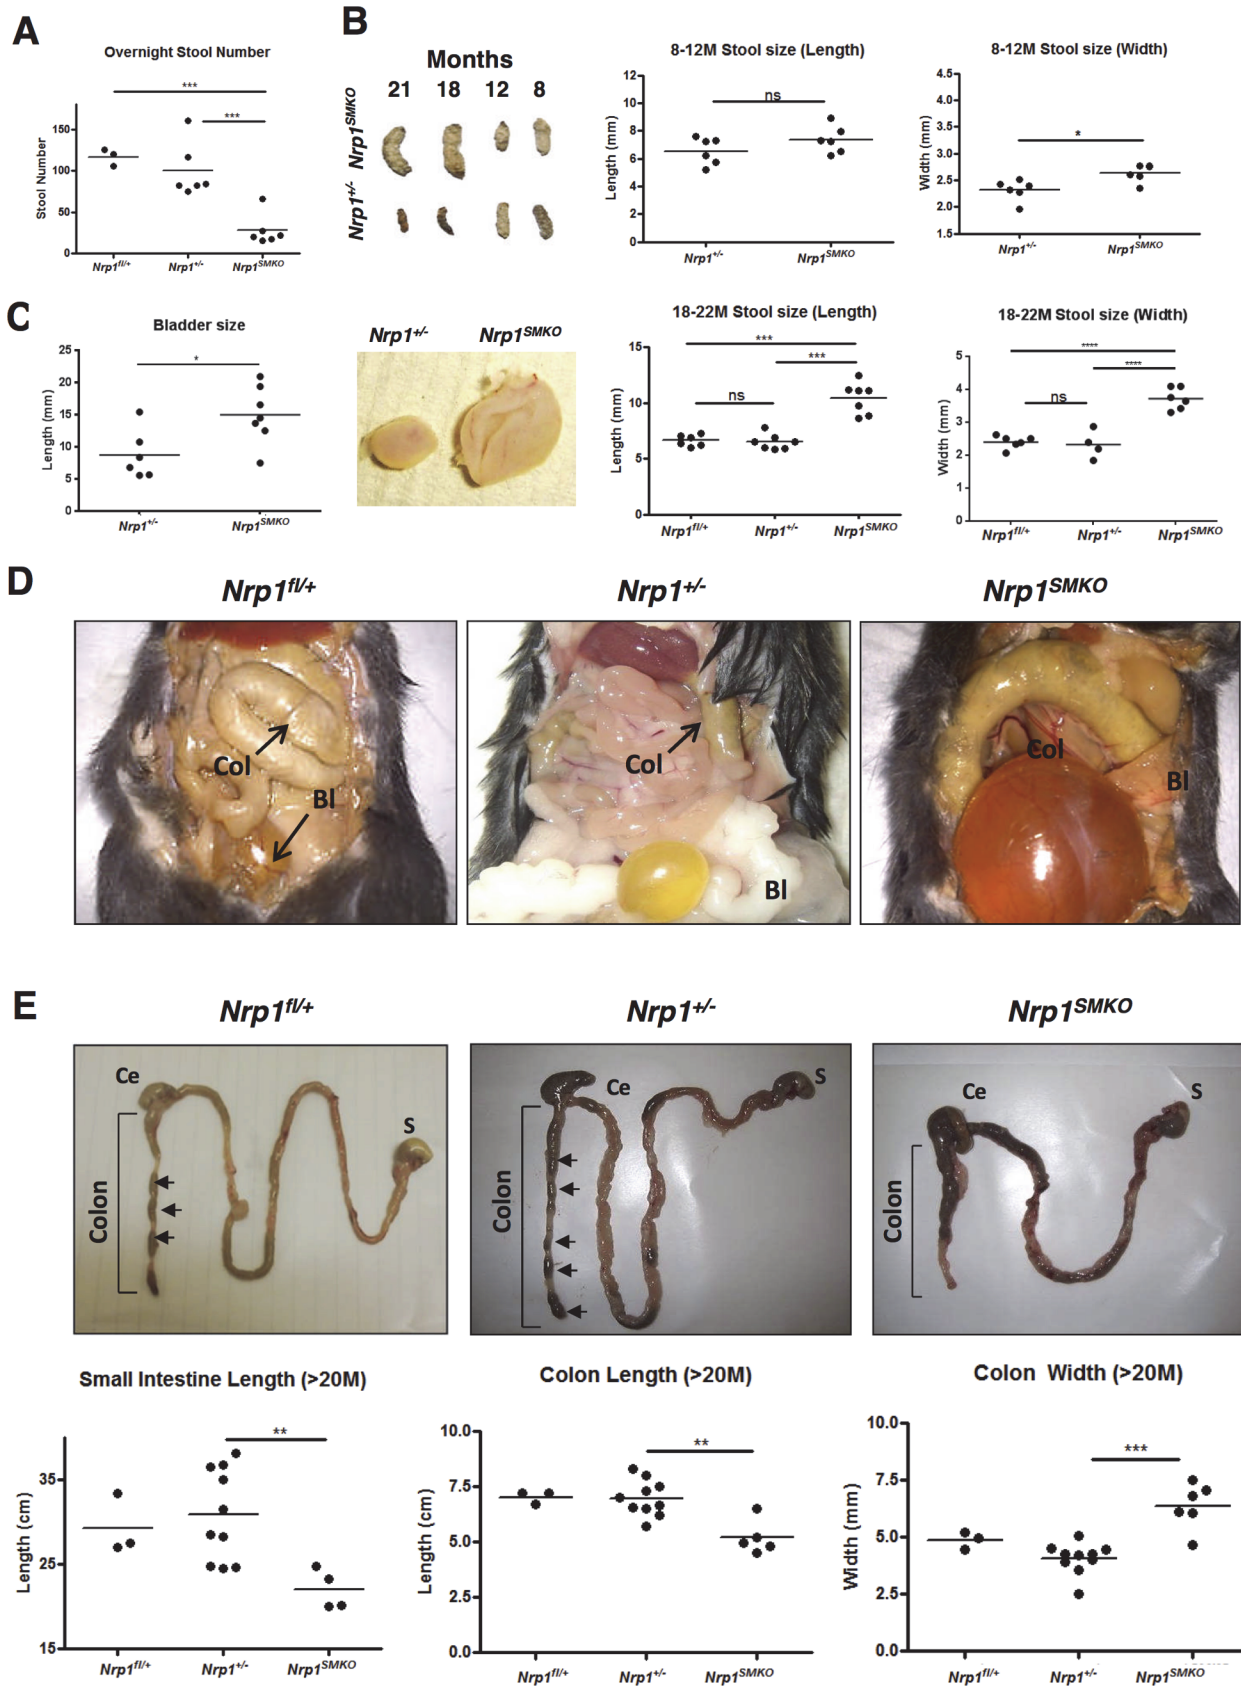 A
Overnight Stool Number
***
***
Stool Number
150
100
50
0
Nrp1fl/+
Nrp1+/-
Nrp1SMKO
B
Months
21 18 12 8
Nrp1SMKO
Nrp1+/-
8-12M Stool size (Length)
ns
Length (mm)
12
10
8
6
4
2
0
Nrp1+/-
Nrp1SMKO
8-12M Stool size (Width)
*
Width (mm)
4.5
4.0
3.5
3.0
2.5
2.0
1.5
Nrp1+/-
Nrp1SMKO
C
Bladder size
*
Length (mm)
25
20
15
10
5
0
Nrp1+/-
Nrp1SMKO
Nrp1+/- Nrp1SMKO
18-22M Stool size (Length)
***
***
ns
Length (mm)
15
10
5
0
Nrp1fl/+
Nrp1+/-
Nrp1SMKO
18-22M Stool size (Width)
****
****
ns
Width (mm)
5
4
3
2
1
0
Nrp1fl/+
Nrp1+/-
Nrp1SMKO
D
Nrp1fl/+
Nrp1+/-
Nrp1SMKO
Col
Bl
Col
Bl
Col
Bl
E
Nrp1fl/+
Nrp1+/-
Nrp1SMKO
Ce
S
Colon
Ce
S
Colon
Ce
S
Colon
Small Intestine Length (>20M)
**
Length (cm)
35
25
15
Nrp1fl/+
Nrp1+/-
Nrp1SMKO
Colon Length (>20M)
**
Length (cm)
10.0
7.5
5.0
2.5
0.0
Nrp1fl/+
Nrp1+/-
Nrp1SMKO
Colon Width (>20M)
***
Width (mm)
10.0
7.5
5.0
2.5
0.0
Nrp1fl/+
Nrp1+/-
Nrp1SMKO